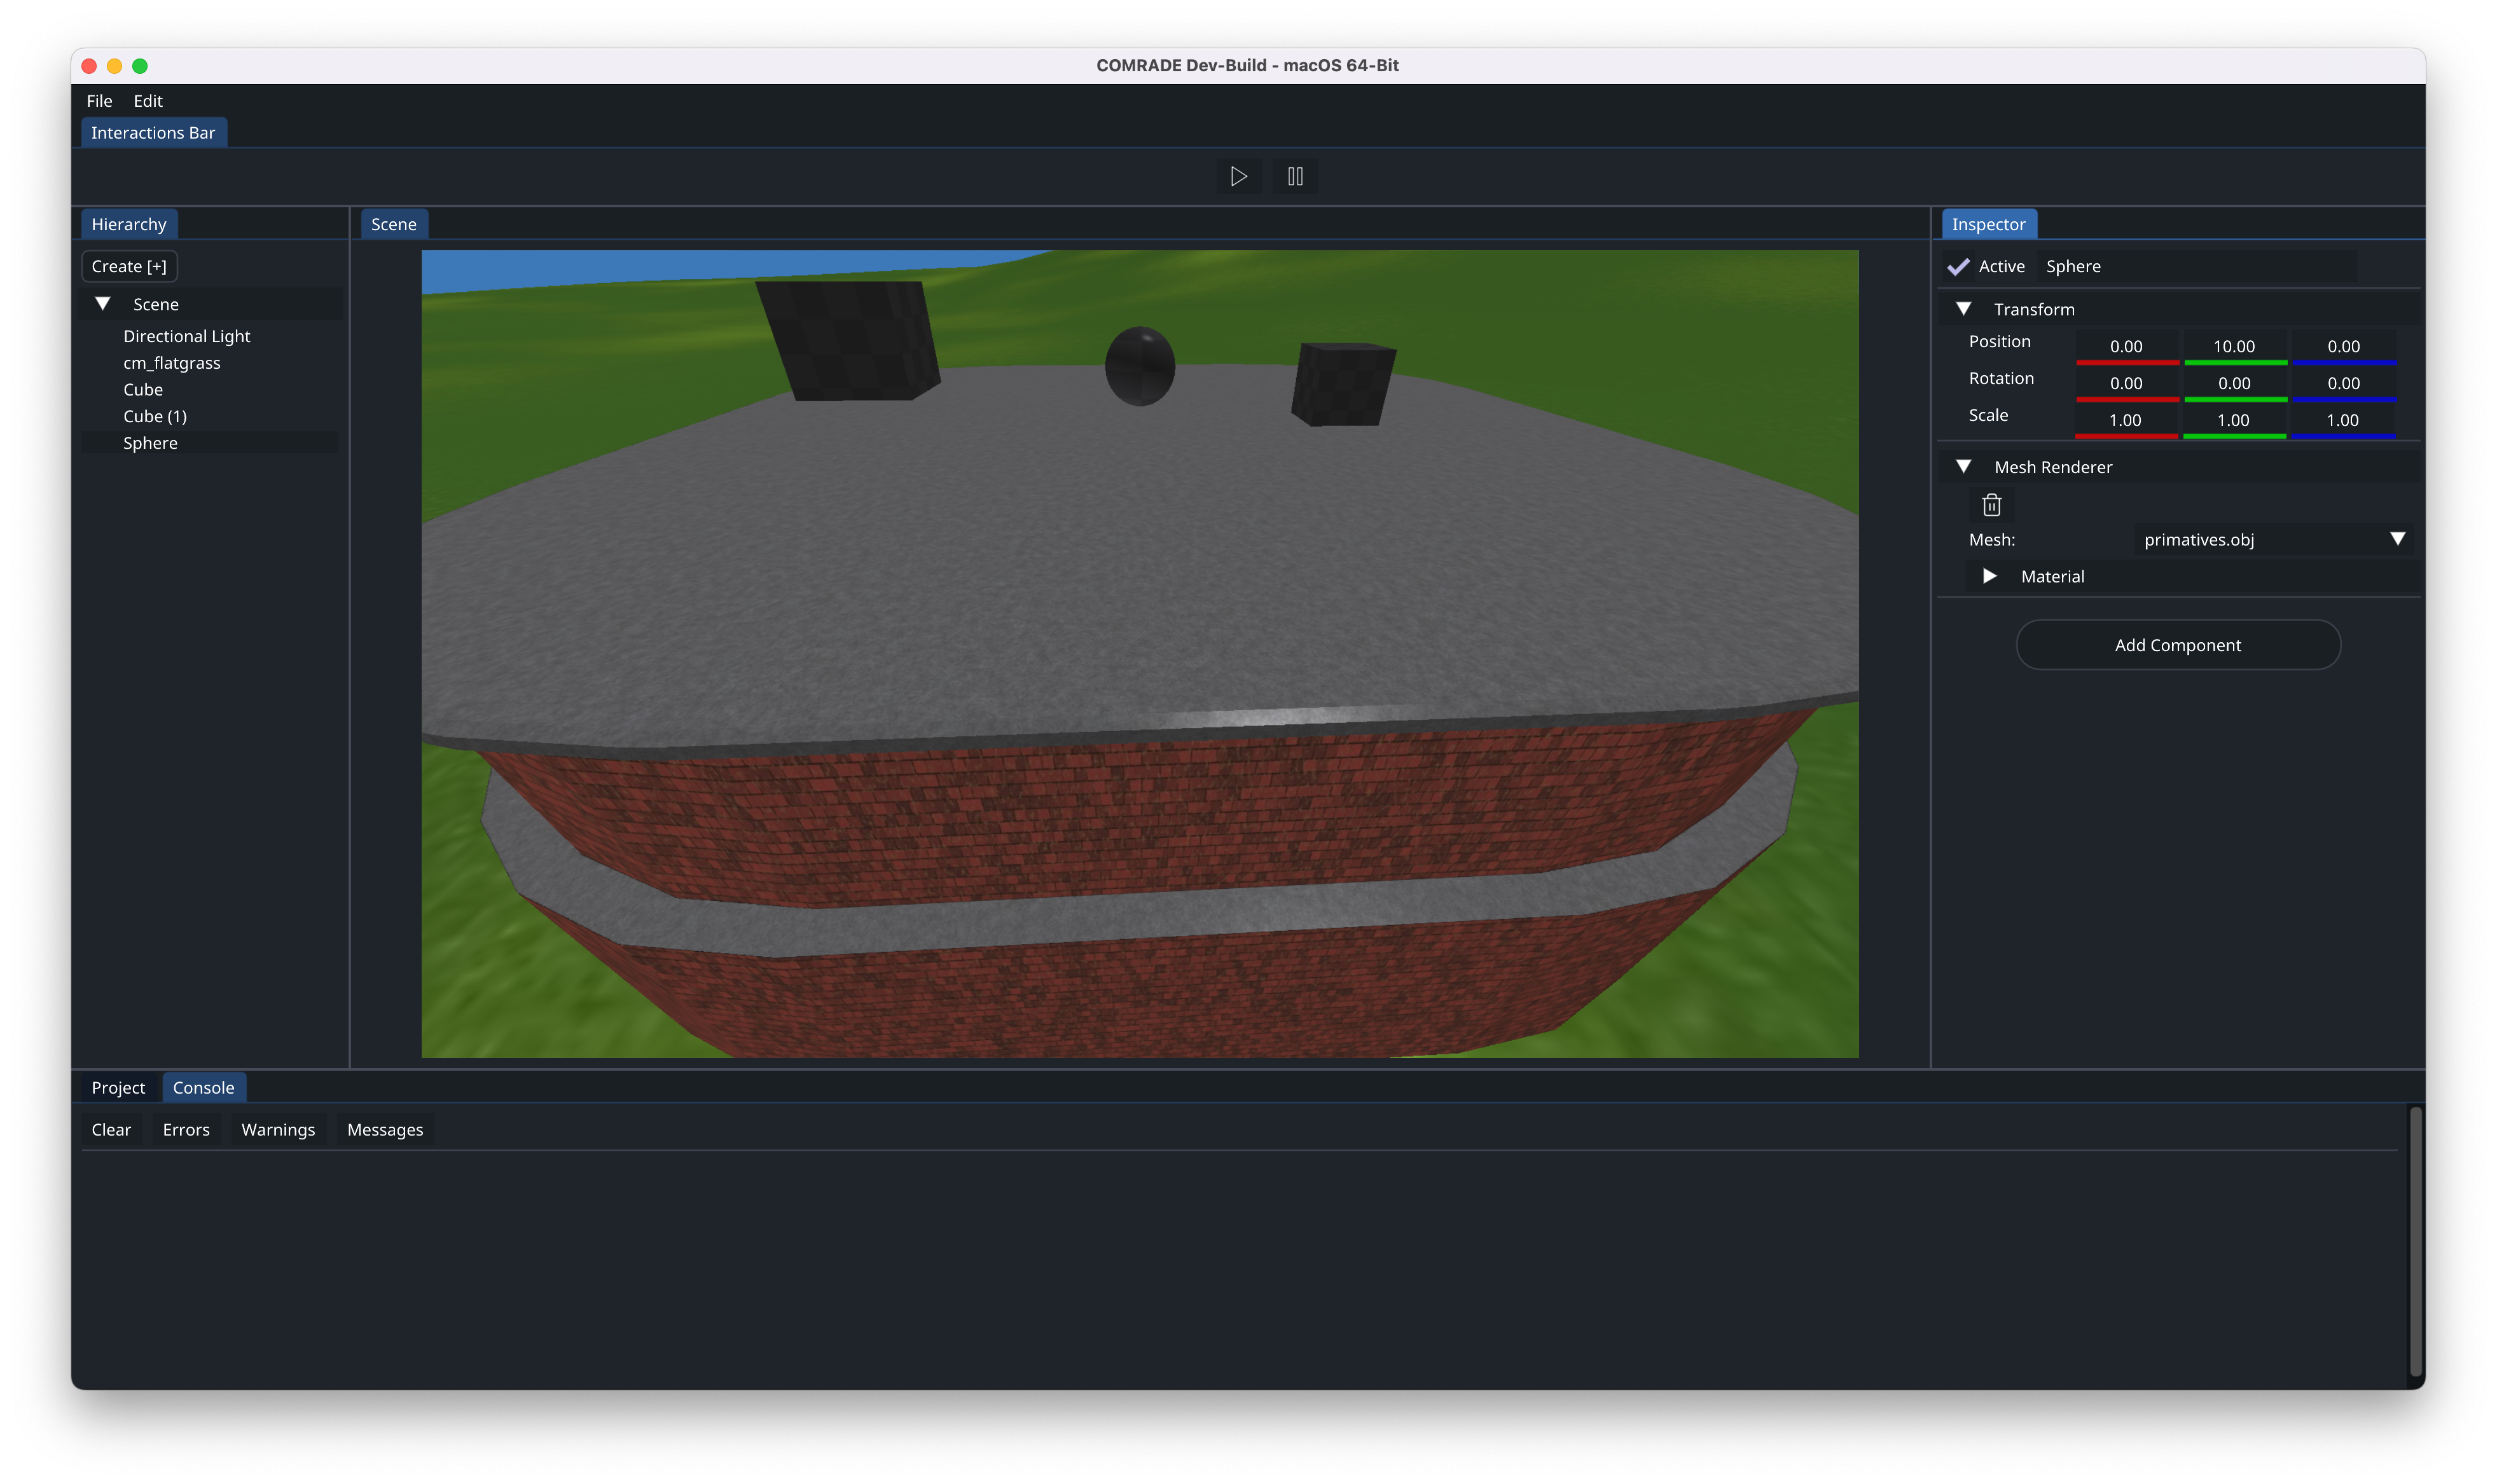 COMRADE Dev-Build - macOS 64-Bit
File Edit
Interactions Bar
Hierarchy
Create [+]
Scene
Directional Light
cm_flatgrass
Cube
Cube (1)
Sphere
Scene
Inspector
Active Sphere
Transform
Position 0.00 10.00 0.00
Rotation 0.00 0.00 0.00
Scale 1.00 1.00 1.00
Mesh Renderer
Mesh: primatives.obj
Material
Add Component
Project Console
Clear Errors Warnings Messages